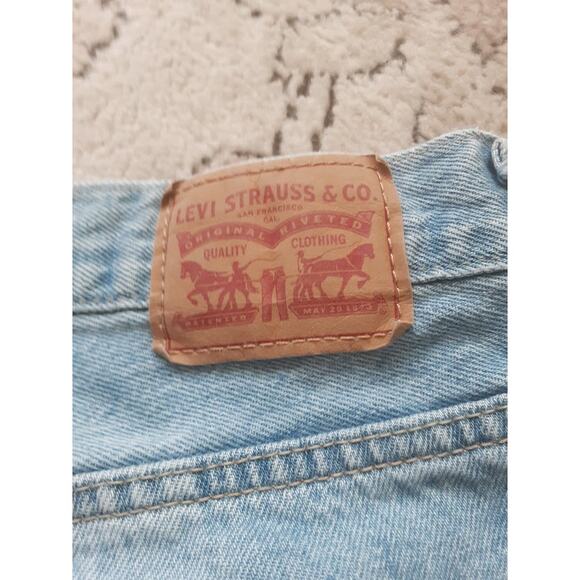 LEVI STRAUSS & CO.
SAN FRANCISCO
CAL.
ORIGINAL RIVETED
QUALITY CLOTHING
PATENTED MAY 20 1873